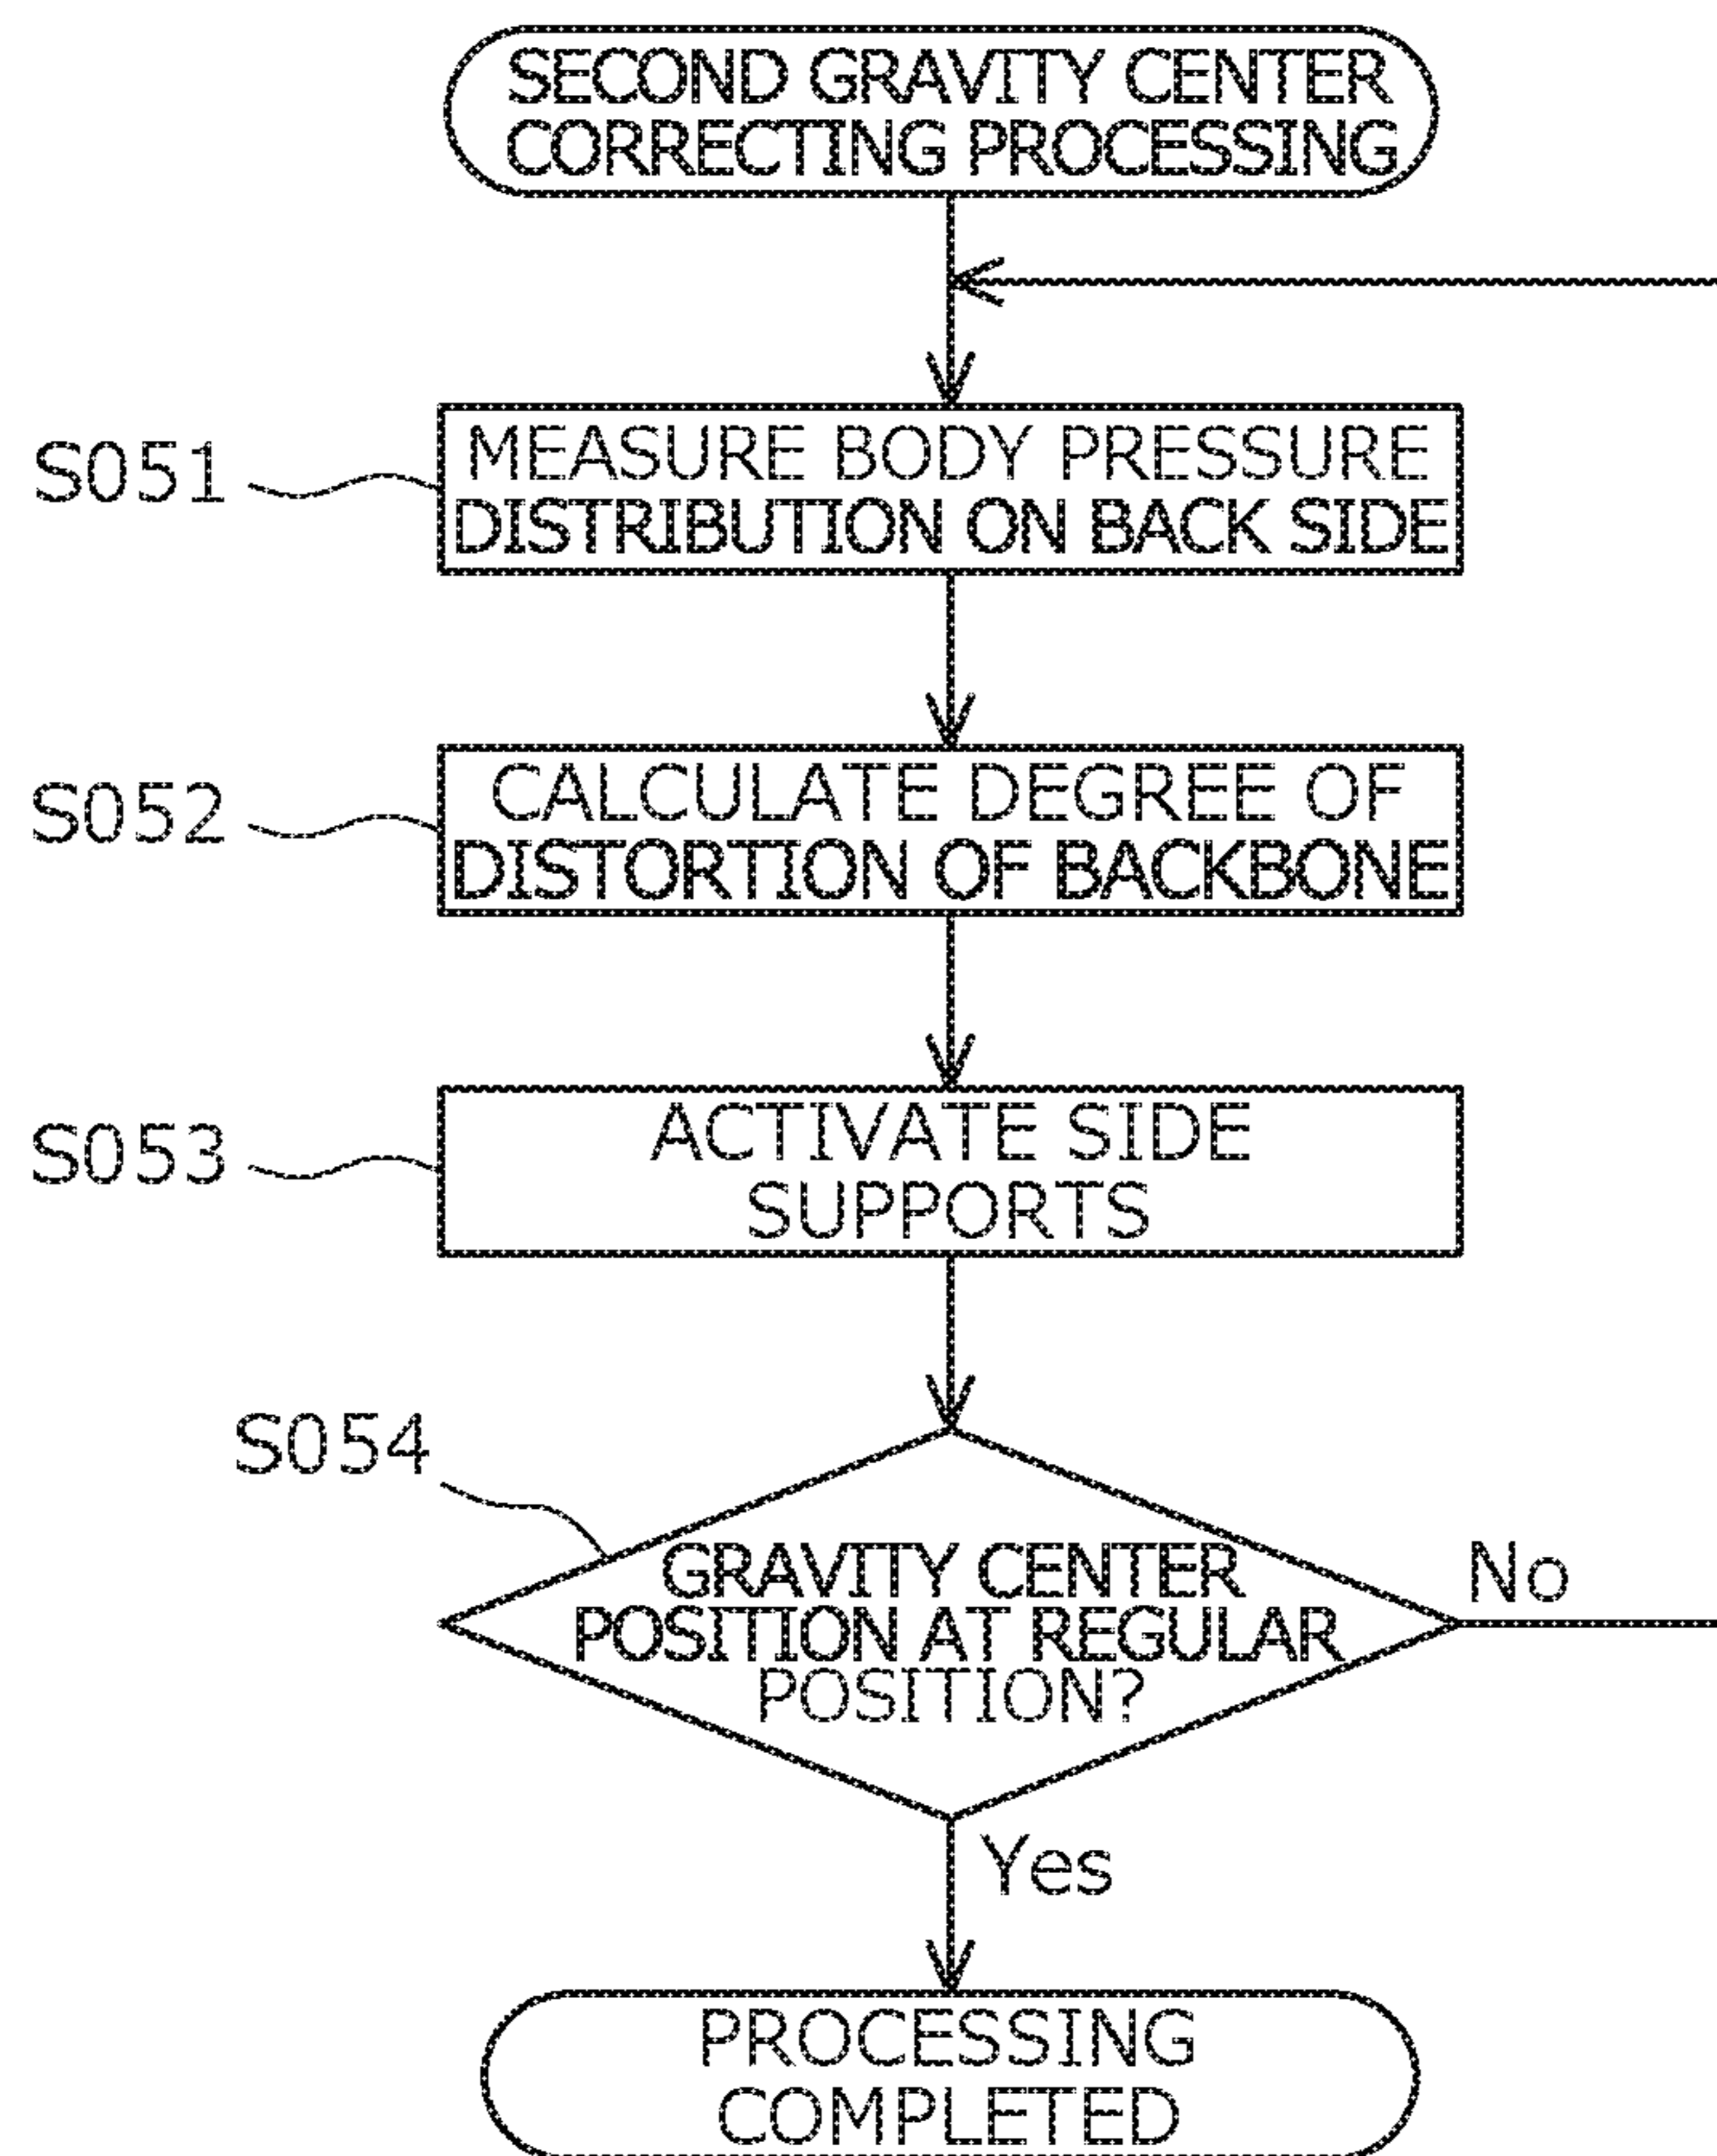 SECOND GRAVITY CENTER
CORRECTING PROCESSING
S051
MEASURE BODY PRESSURE
DISTRIBUTION ON BACK SIDE
S052
CALCULATE DEGREE OF
DISTORTION OF BACKBONE
S053
ACTIVATE SIDE
SUPPORTS
S054
GRAVITY CENTER
POSITION AT REGULAR
POSITION?
No
Yes
PROCESSING
COMPLETED